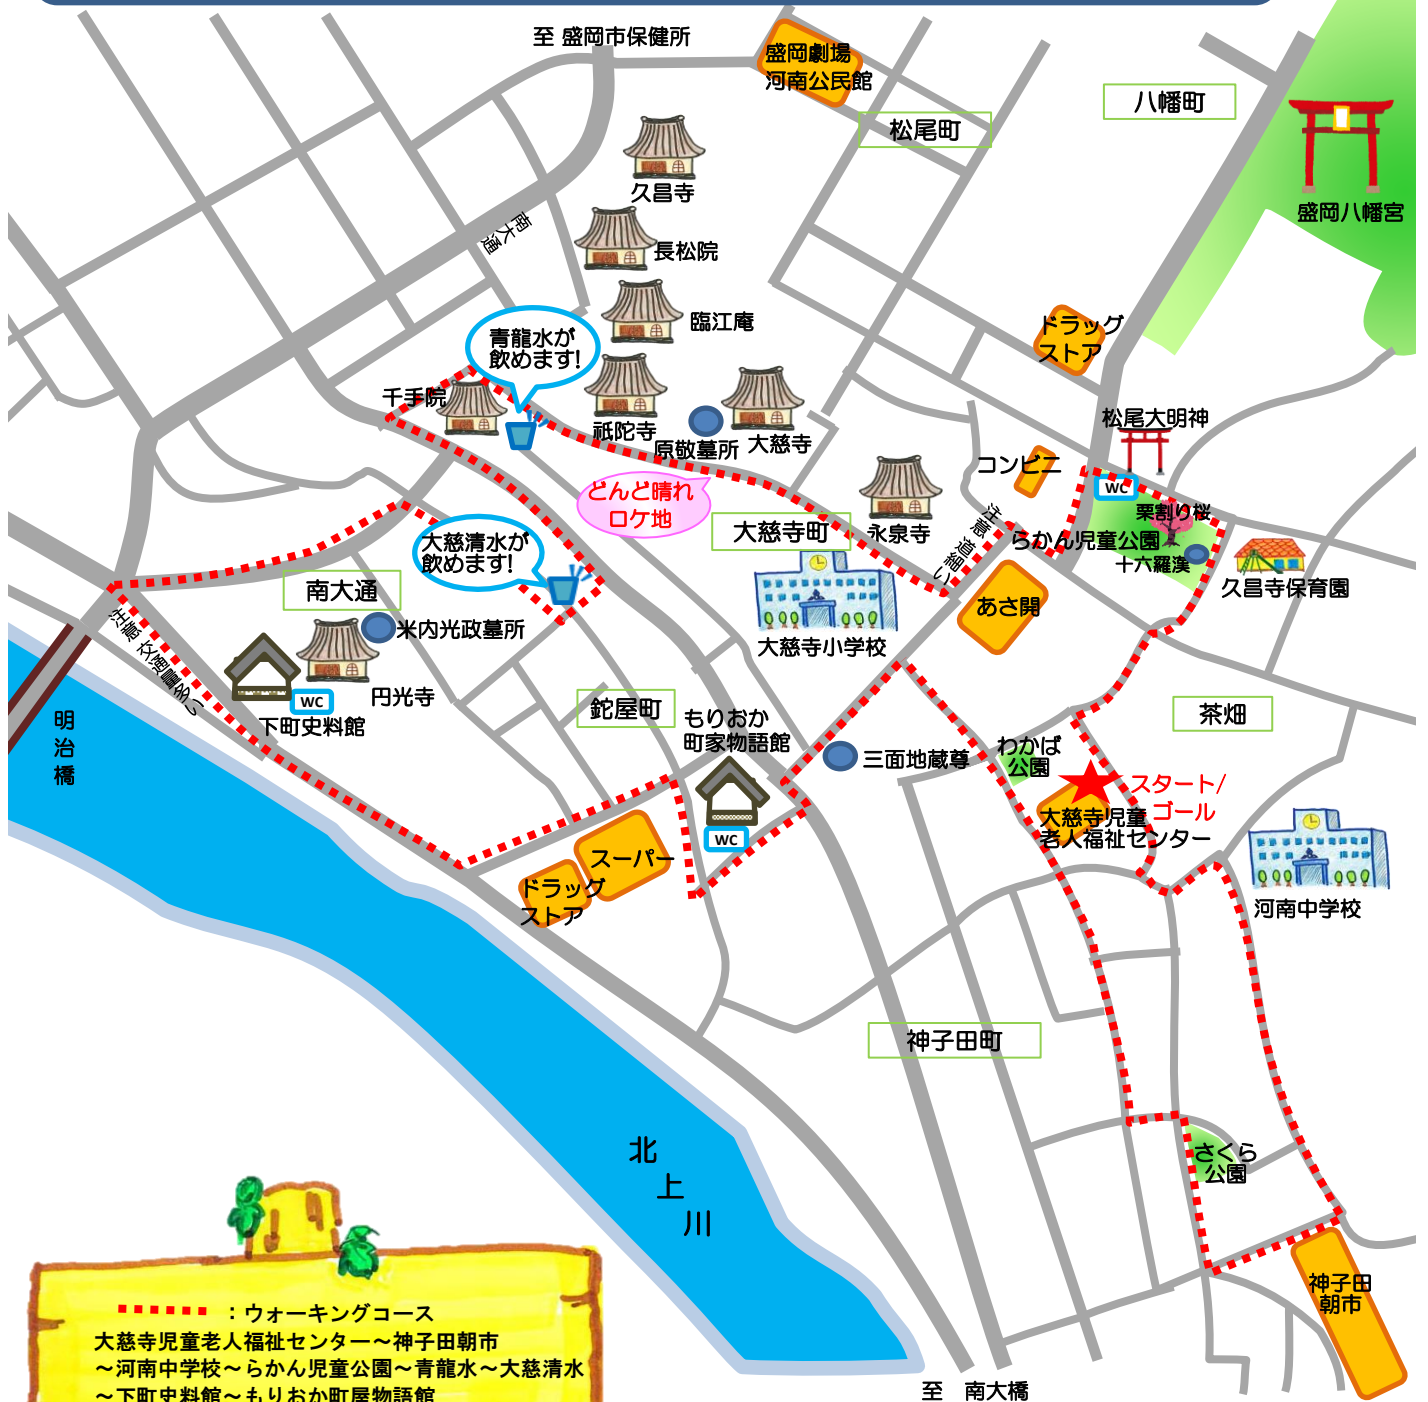 至 盛岡市保健所
盛岡劇場
河南公民館
松尾町
八幡町
盛岡八幡宮
久昌寺
長松院
南大通
臨江庵
青龍水が
飲めます!
ドラッグ
ストア
千手院
祇陀寺
原敬墓所
大慈寺
松尾大明神
コンビニ
WC
どんど晴れ
ロケ地
栗割り桜
大慈寺町
永泉寺
注意 道細い
らかん児童公園
十六羅漢
大慈清水が
飲めます!
久昌寺保育園
南大通
あさ開
米内光政墓所
注意 交通量多い
大慈寺小学校
円光寺
WC
下町史料館
鉈屋町
もりおか
町家物語館
茶畑
明
治
橋
三面地蔵尊
わかば
公園
スタート/
ゴール
大慈寺児童
老人福祉センター
WC
スーパー
ドラッグ
ストア
河南中学校
神子田町
北
上
川
さくら
公園
神子田
朝市
:ウォーキングコース
大慈寺児童老人福祉センター～神子田朝市
～河南中学校～らかん児童公園～青龍水～大慈清水
～下町史料館～もりおか町屋物語館
至 南大橋